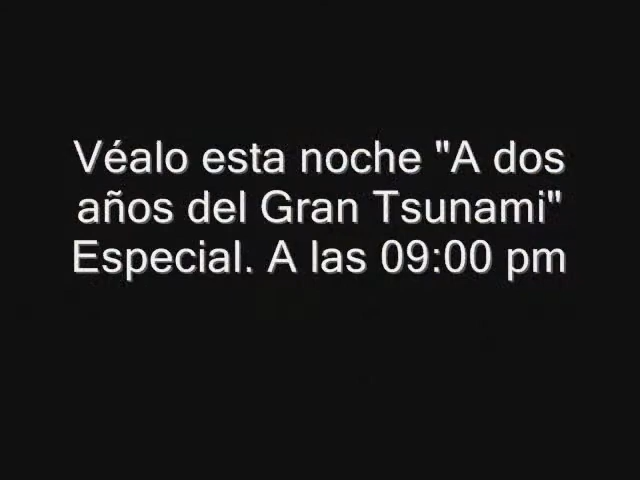 Véalo esta noche "A dos
años del Gran Tsunami"
Especial. A las 09:00 pm